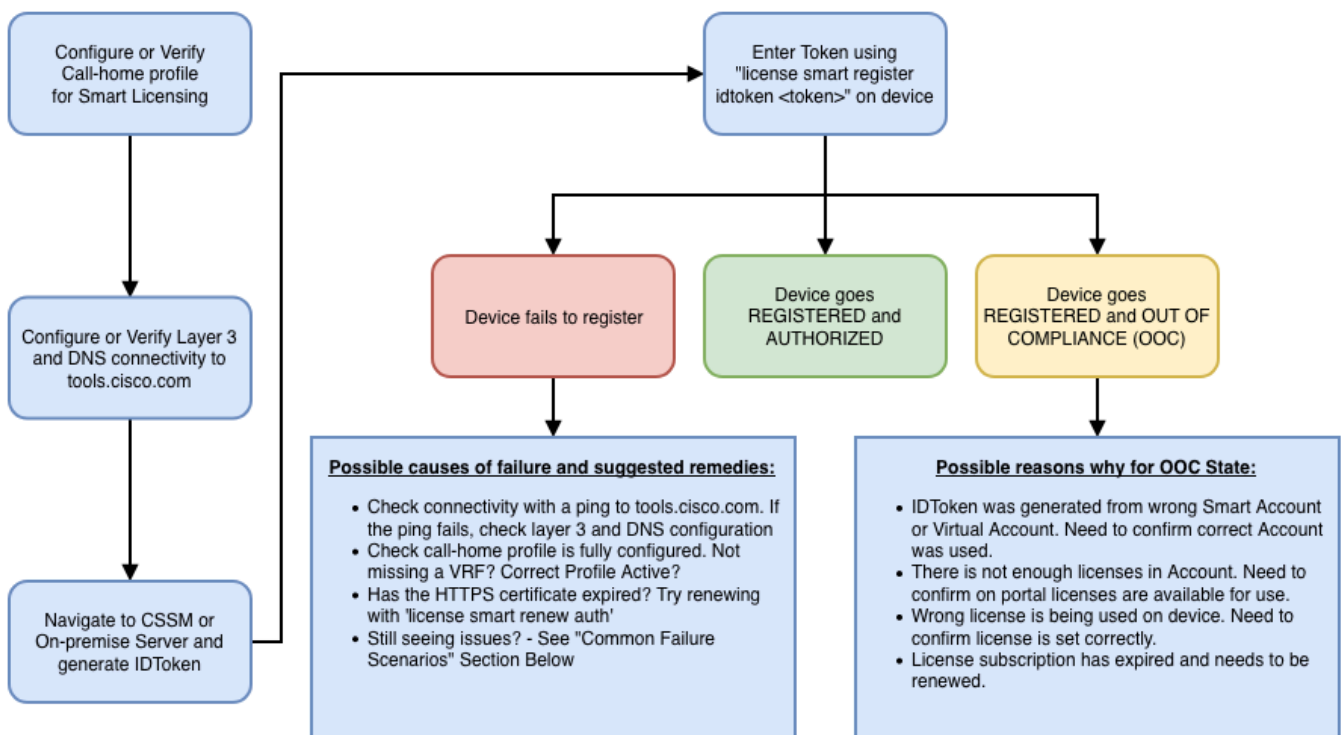 Configure or Verify
Call-home profile
for Smart Licensing
Configure or Verify Layer 3
and DNS connectivity to
tools.cisco.com
Navigate to CSSM or
On-premise Server and
generate IDToken
Enter Token using
"license smart register
idtoken <token>" on device
Device fails to register
Device goes
REGISTERED and
AUTHORIZED
Device goes
REGISTERED and OUT OF
COMPLIANCE (OOC)
Possible causes of failure and suggested remedies:
• Check connectivity with a ping to tools.cisco.com. If
the ping fails, check layer 3 and DNS configuration
• Check call-home profile is fully configured. Not
missing a VRF? Correct Profile Active?
• Has the HTTPS certificate expired? Try renewing
with 'license smart renew auth'
• Still seeing issues? - See "Common Failure
Scenarios" Section Below
Possible reasons why for OOC State:
• IDToken was generated from wrong Smart Account
or Virtual Account. Need to confirm correct Account
was used.
• There is not enough licenses in Account. Need to
confirm on portal licenses are available for use.
• Wrong license is being used on device. Need to
confirm license is set correctly.
• License subscription has expired and needs to be
renewed.